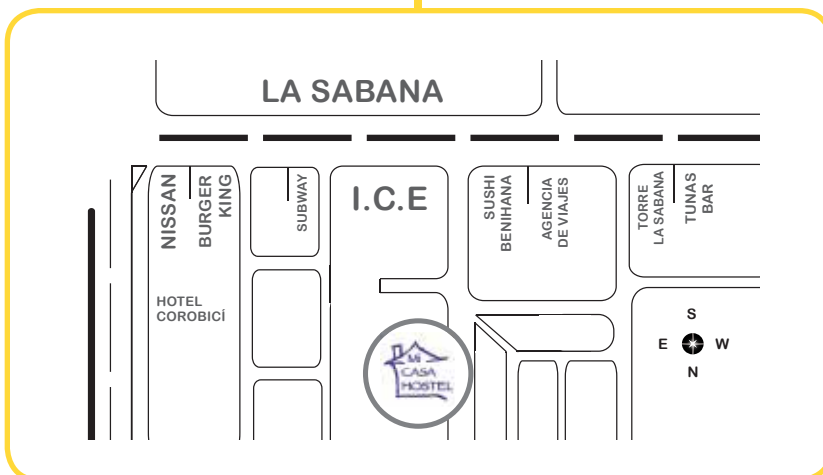 LA SABANA
NISSAN
BURGER
KING
SUBWAY
I.C.E
SUSHI
BENIHANA
AGENCIA
DE VIAJES
TORRE
LA SABANA
TUNAS
BAR
HOTEL
COROBICÍ
Mi
CASA
HOSTEL
S
E W
N